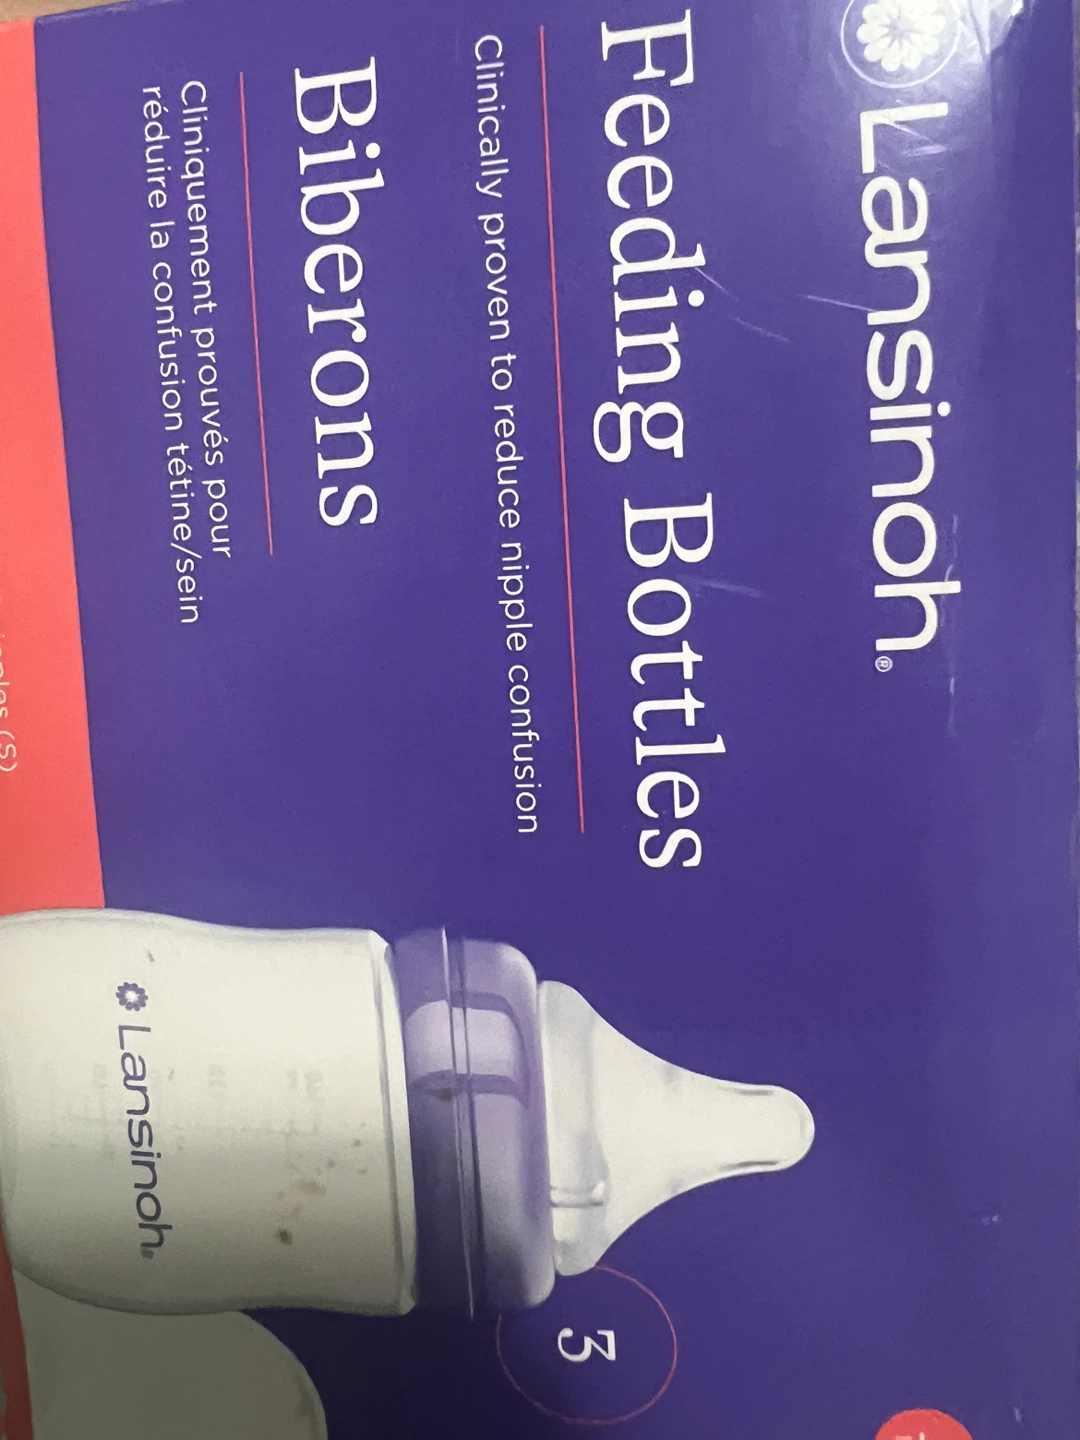 Lansinoh®
Feeding Bottles
Clinically proven to reduce nipple confusion
Biberons
Cliniquement prouvés pour
réduire la confusion tétine/sein
3
Lansinoh®
(S)